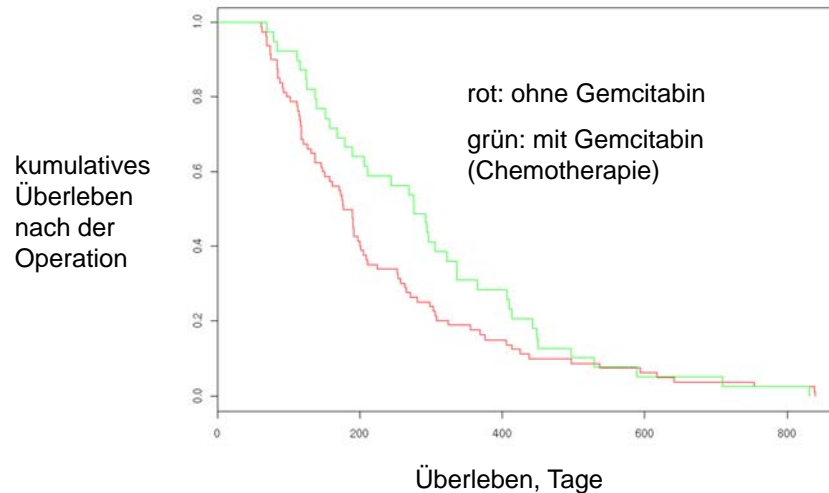 1.0
0.8
0.6
0.4
0.2
0.0
rot: ohne Gemcitabin
grün: mit Gemcitabin
(Chemotherapie)
kumulatives
Überleben
nach der
Operation
0 200 400 600 800
Überleben, Tage